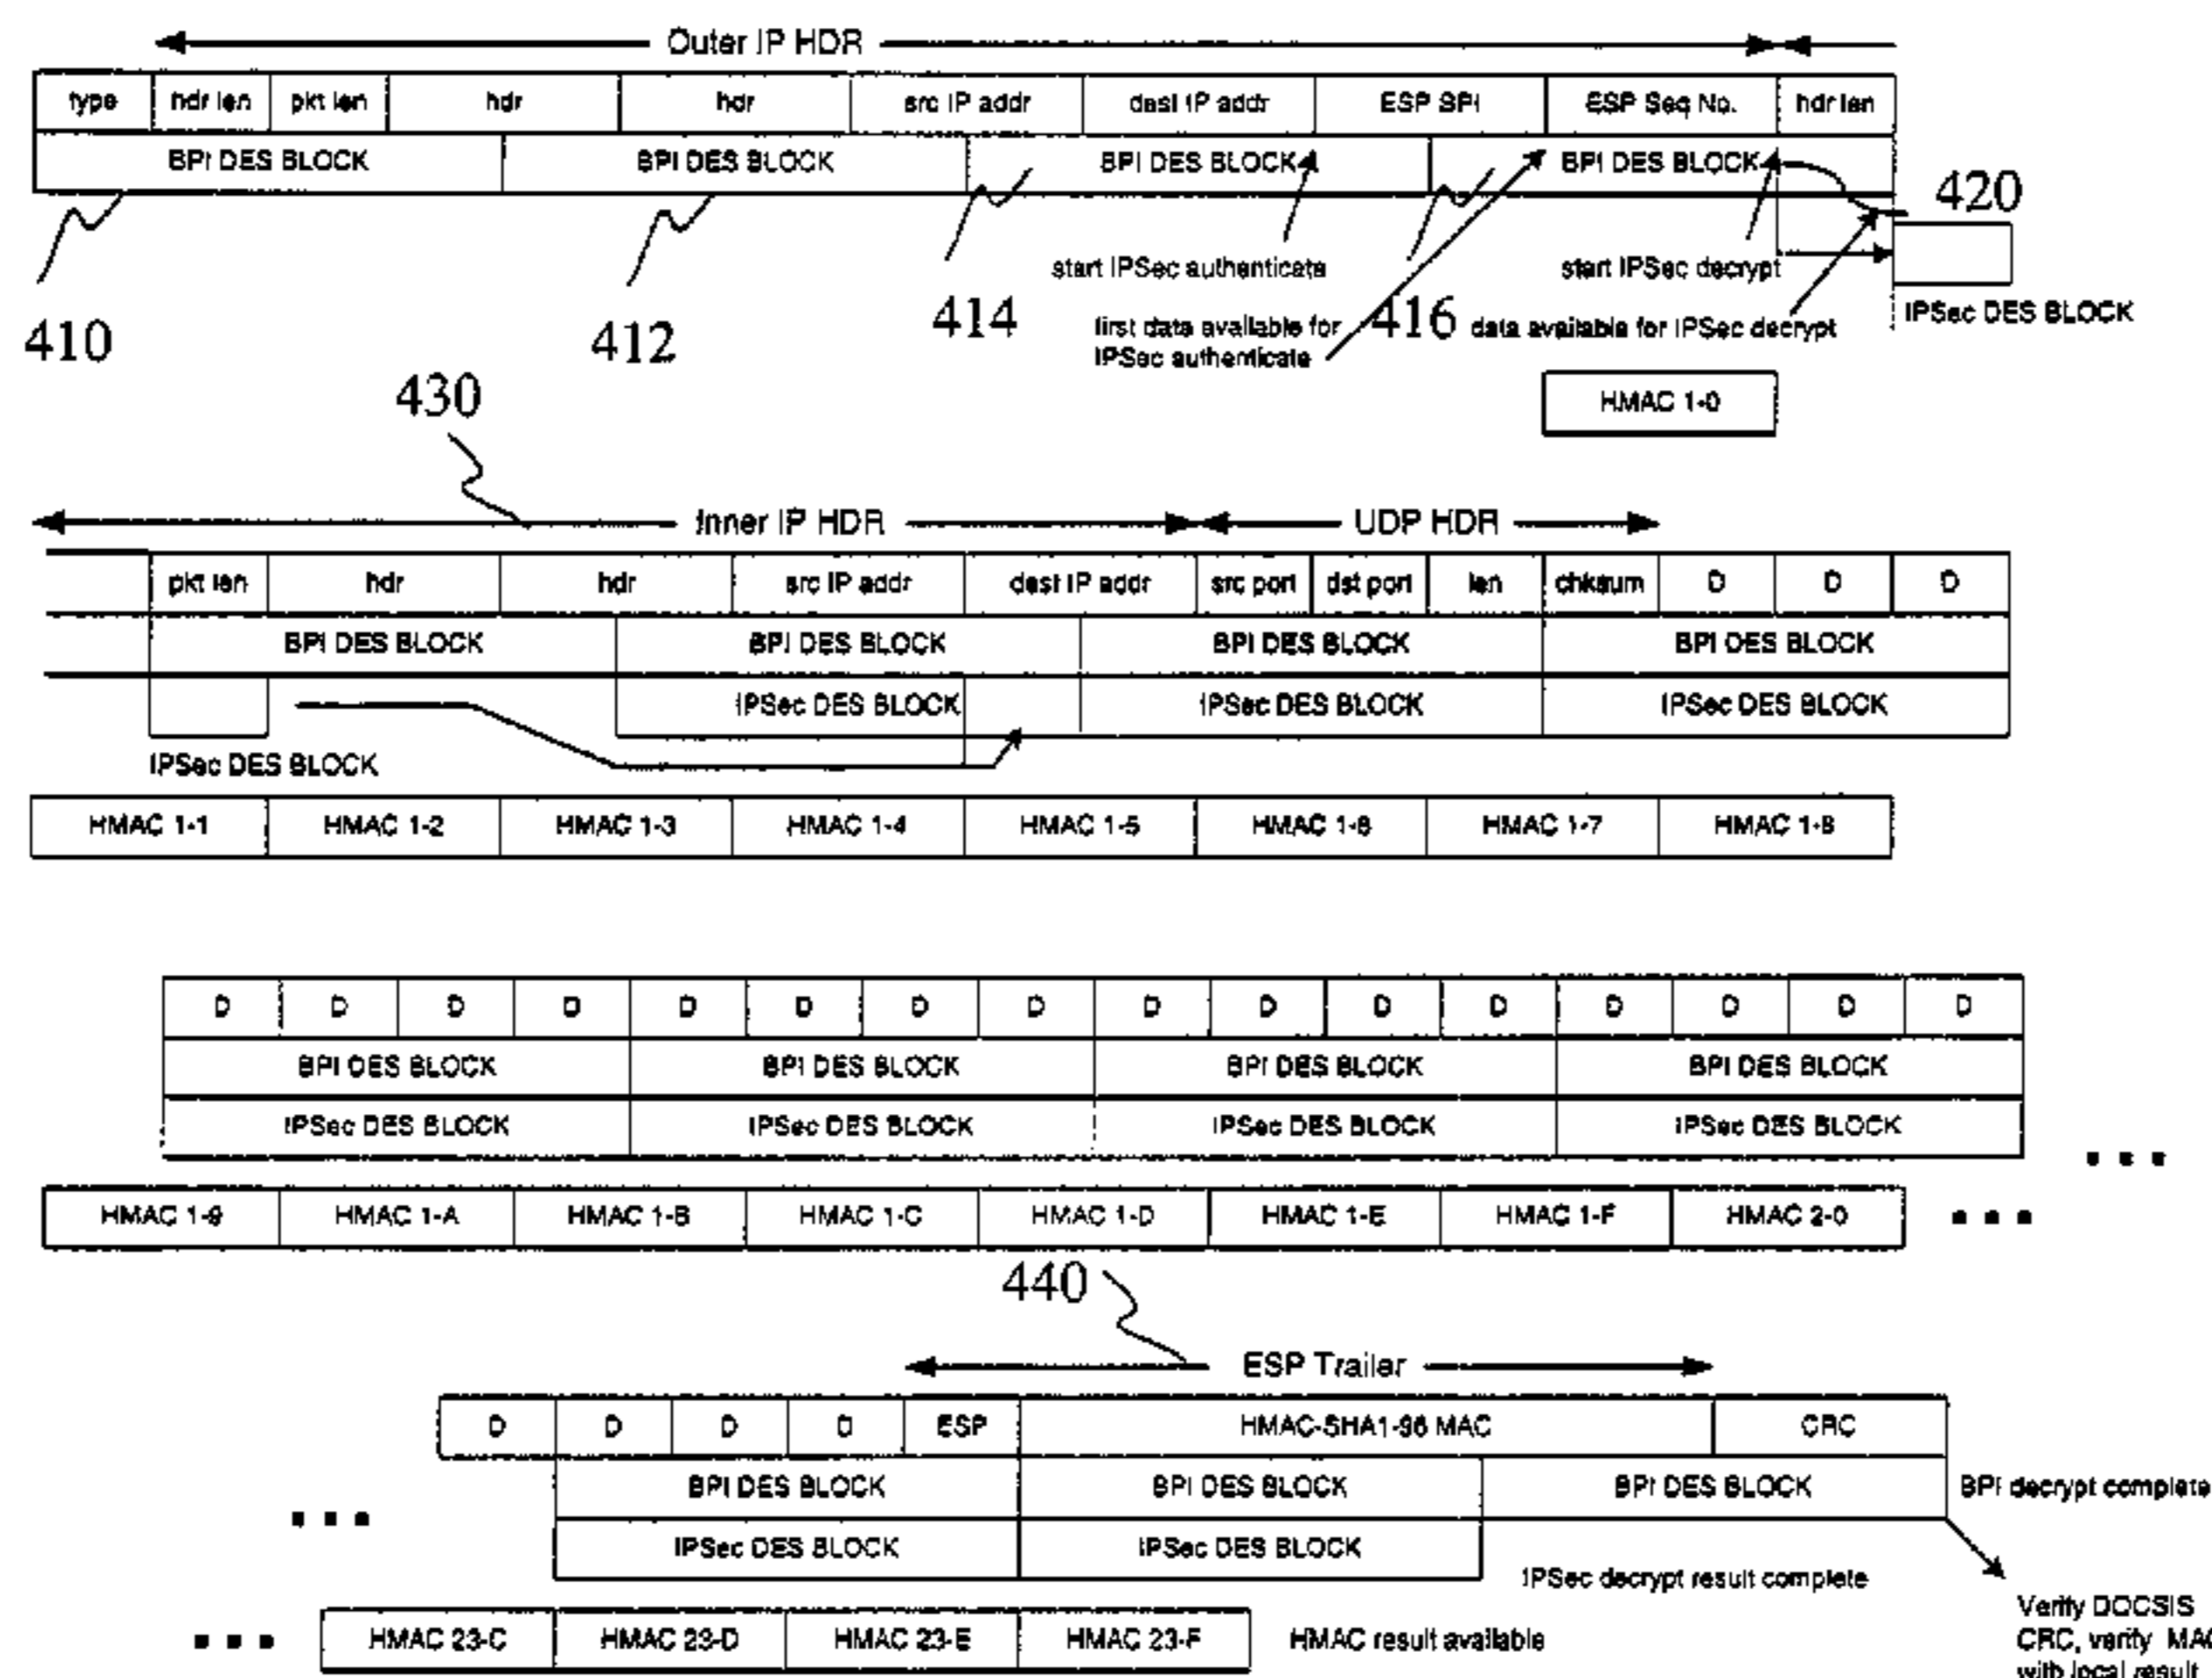 Outer IP HDR
type hdr len pkt len hdr hdr src IP addr dest IP addr ESP SPI ESP Seq No. hdr len
BPI DES BLOCK BPI DES BLOCK BPI DES BLOCK BPI DES BLOCK
420
start IPSec authenticate start IPSec decrypt
410 412 414 416
first data available for
IPSec authenticate
data available for IPSec decrypt
IPSec DES BLOCK
430
HMAC 1-0
Inner IP HDR UDP HDR
pkt len hdr hdr src IP addr dest IP addr src port dst port len chksum D D D
BPI DES BLOCK BPI DES BLOCK BPI DES BLOCK BPI DES BLOCK
IPSec DES BLOCK IPSec DES BLOCK IPSec DES BLOCK
IPSec DES BLOCK
HMAC 1-1 HMAC 1-2 HMAC 1-3 HMAC 1-4 HMAC 1-5 HMAC 1-6 HMAC 1-7 HMAC 1-8
D D D D D D D D D D D D D D D D
BPI DES BLOCK BPI DES BLOCK BPI DES BLOCK BPI DES BLOCK
IPSec DES BLOCK IPSec DES BLOCK IPSec DES BLOCK IPSec DES BLOCK
HMAC 1-9 HMAC 1-A HMAC 1-B HMAC 1-C HMAC 1-D HMAC 1-E HMAC 1-F HMAC 2-0
440
ESP Trailer
D D D D ESP HMAC-SHA1-96 MAC CRC
BPI DES BLOCK BPI DES BLOCK BPI DES BLOCK BPI decrypt complete
IPSec DES BLOCK IPSec DES BLOCK IPSec decrypt result complete
HMAC 23-C HMAC 23-D HMAC 23-E HMAC 23-F HMAC result available
Verify DOCSIS
CRC, verify MAC
with local result